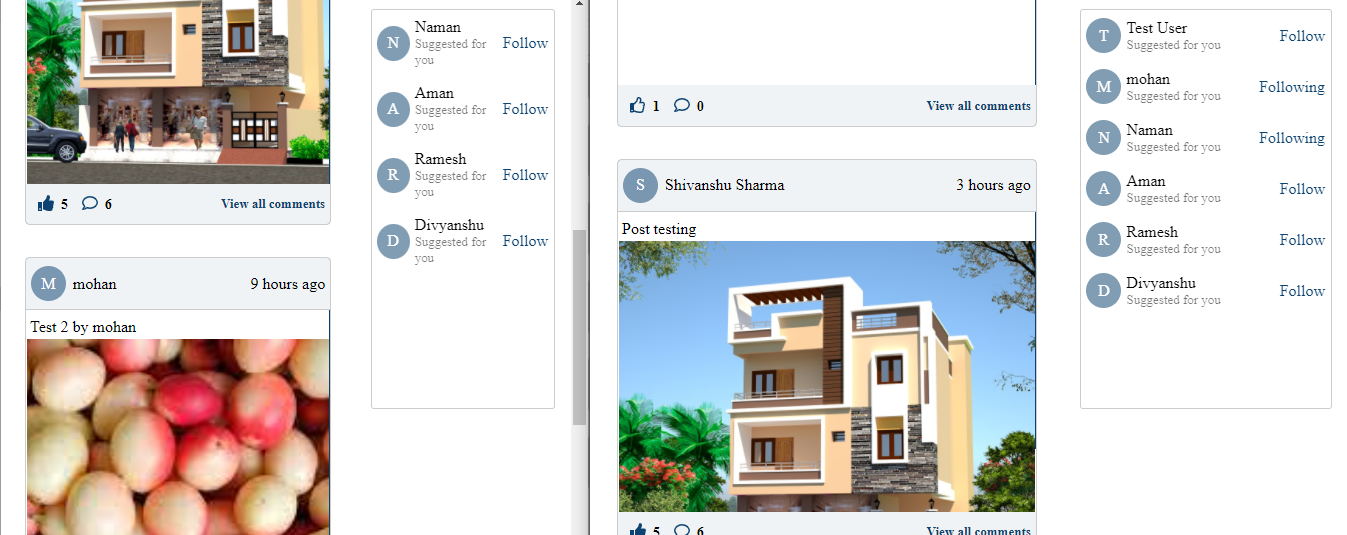 5 6 View all comments
M mohan 9 hours ago
Test 2 by mohan
N Naman
Suggested for
you
Follow
A Aman
Suggested for
you
Follow
R Ramesh
Suggested for
you
Follow
D Divyanshu
Suggested for
you
Follow
1 0 View all comments
S Shivanshu Sharma 3 hours ago
Post testing
5 6 View all comments
T Test User
Suggested for you
Follow
M mohan
Suggested for you
Following
N Naman
Suggested for you
Following
A Aman
Suggested for you
Follow
R Ramesh
Suggested for you
Follow
D Divyanshu
Suggested for you
Follow